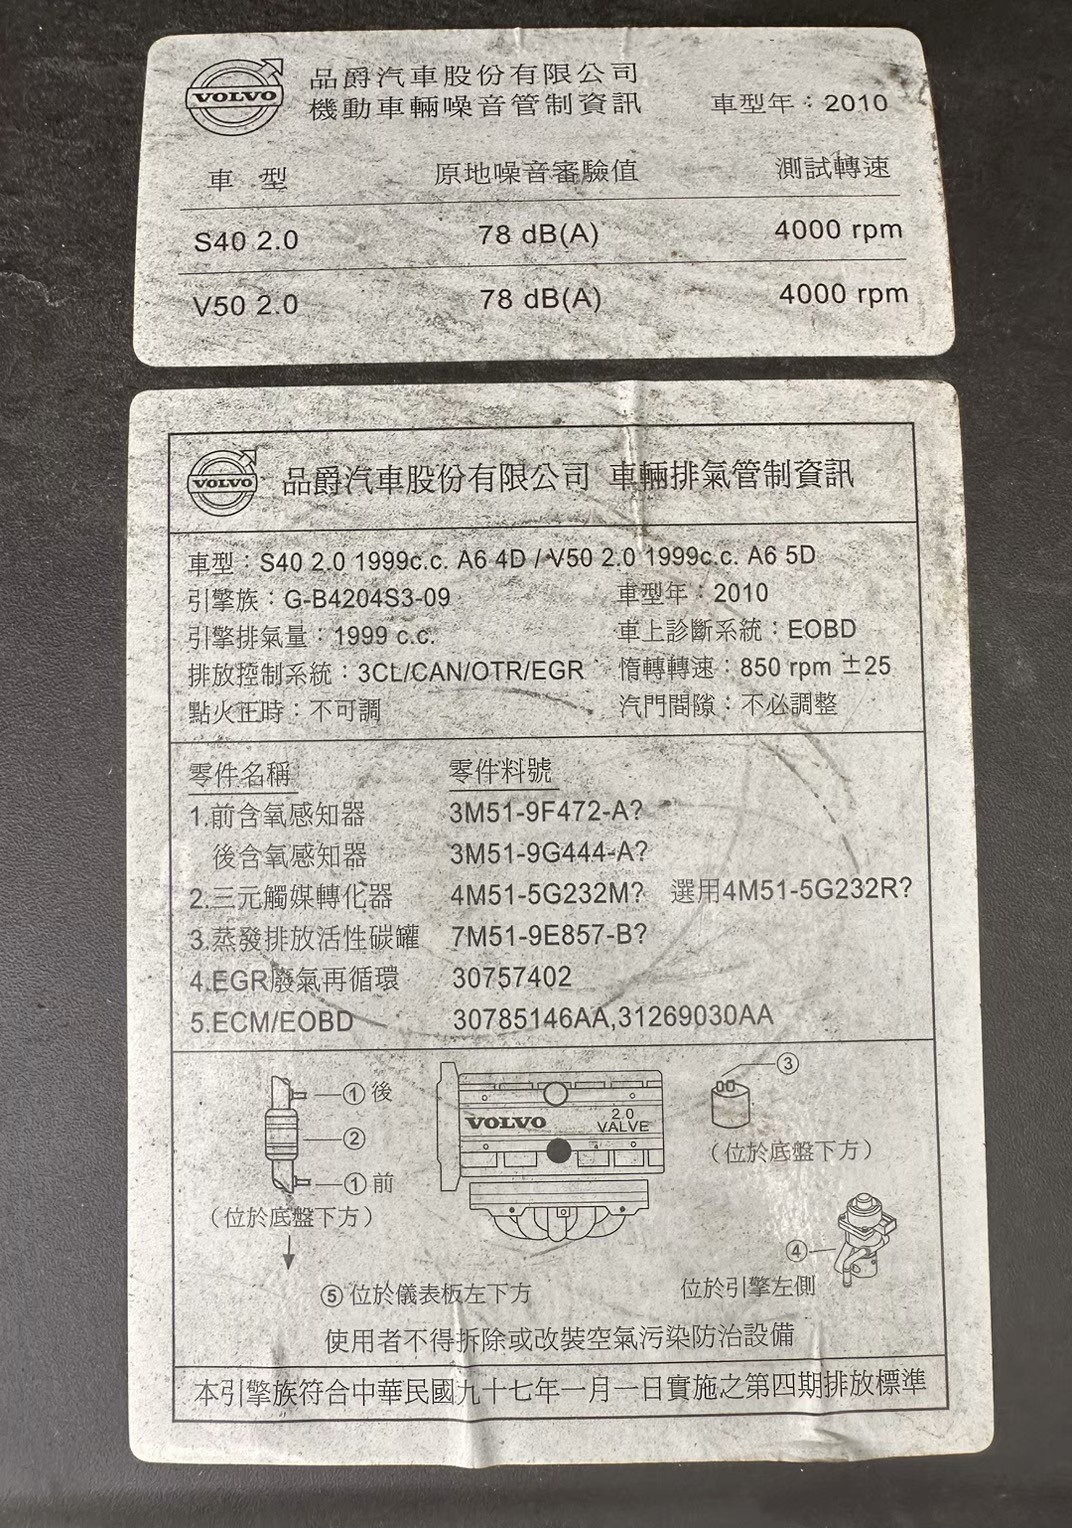 VOLVO
品爵汽車股份有限公司
機動車輛噪音管制資訊
車型年：2010
車 型 原地噪音審驗值 測試轉速
S40 2.0 78 dB(A) 4000 rpm
V50 2.0 78 dB(A) 4000 rpm
VOLVO
品爵汽車股份有限公司 車輛排氣管制資訊
車型：S40 2.0 1999c.c. A6 4D / V50 2.0 1999c.c. A6 5D
引擎族：G-B4204S3-09 車型年：2010
引擎排氣量：1999 c.c. 車上診斷系統：EOBD
排放控制系統：3CL/CAN/OTR/EGR 惰轉轉速：850 rpm ±25
點火正時：不可調 汽門間隙：不必調整
零件名稱 零件料號
1.前含氧感知器 3M51-9F472-A?
後含氧感知器 3M51-9G444-A?
2.三元觸媒轉化器 4M51-5G232M? 選用4M51-5G232R?
3.蒸發排放活性碳罐 7M51-9E857-B?
4.EGR廢氣再循環 30757402
5.ECM/EOBD 30785146AA,31269030AA
①後
②
①前
（位於底盤下方）
VOLVO
2.0
VALVE
③
（位於底盤下方）
④
位於引擎左側
⑤ 位於儀表板左下方
使用者不得拆除或改裝空氣污染防治設備
本引擎族符合中華民國九十七年一月一日實施之第四期排放標準